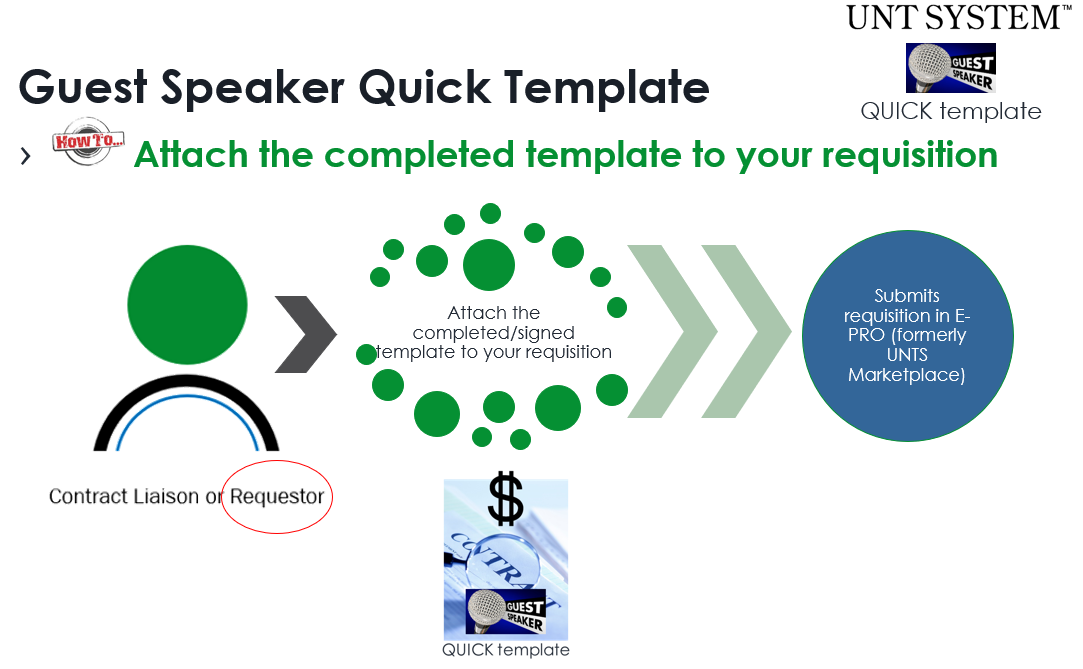 UNT SYSTEM™
GUEST
SPEAKER
QUICK template
Guest Speaker Quick Template
› How To... Attach the completed template to your requisition
Attach the
completed/signed
template to your requisition
Submits
requisition in E-
PRO (formerly
UNTS
Marketplace)
Contract Liaison or Requestor
$
CONTRACT
GUEST
SPEAKER
QUICK template